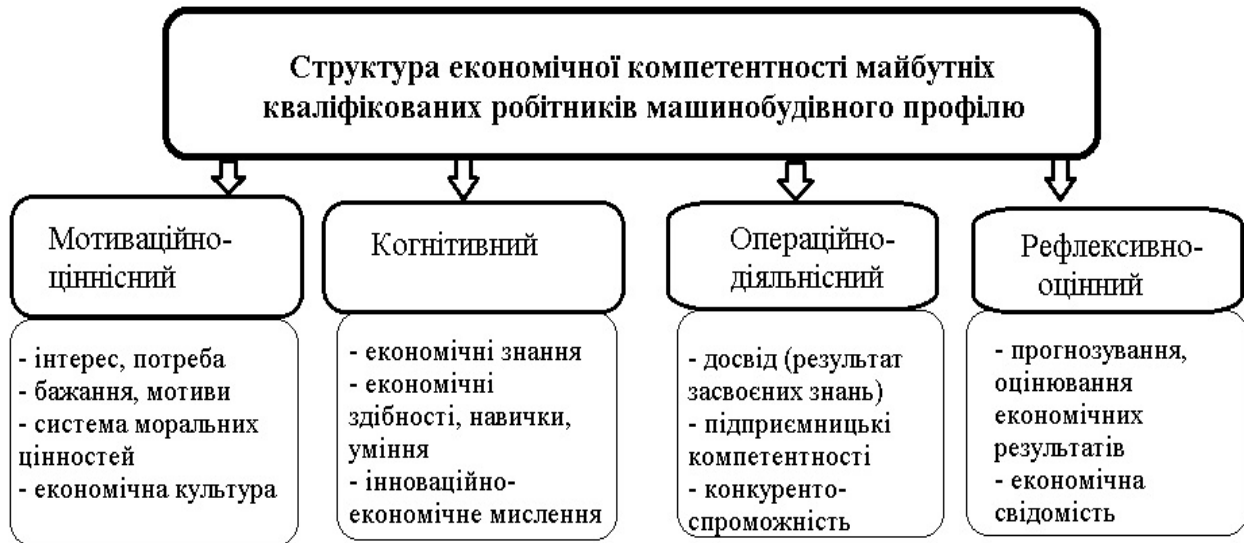 Структура економічної компетентності майбутніх
кваліфікованих робітників машинобудівного профілю
Мотиваційно-
ціннісний
- інтерес, потреба
- бажання, мотиви
- система моральних
цінностей
- економічна культура
Когнітивний
- економічні знання
- економічні
здібності, навички,
уміння
- інноваційно-
економічне мислення
Операційно-
діяльнісний
- досвід (результат
засвоєних знань)
- підприємницькі
компетентності
- конкуренто-
спроможність
Рефлексивно-
оцінний
- прогнозування,
оцінювання
економічних
результатів
- економічна
свідомість